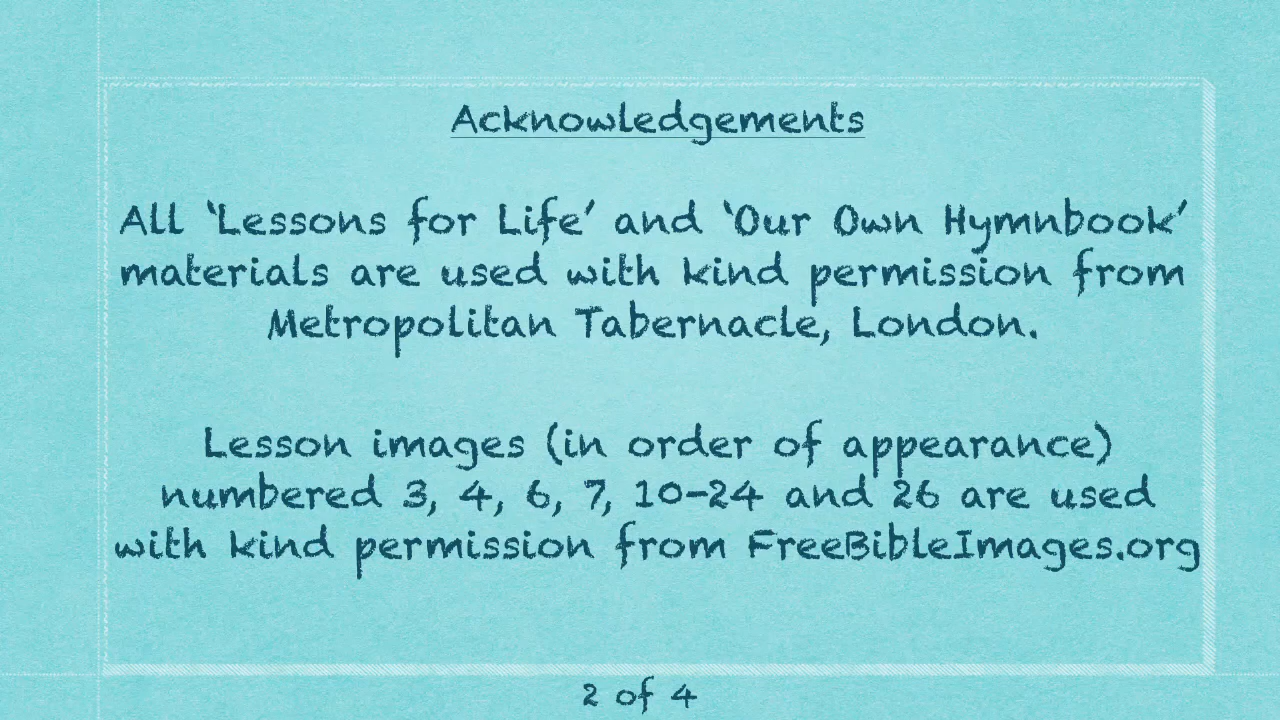 Acknowledgements
All ‘Lessons for Life’ and ‘Our Own Hymnbook’
materials are used with kind permission from
Metropolitan Tabernacle, London.
Lesson images (in order of appearance)
numbered 3, 4, 6, 7, 10-24 and 26 are used
with kind permission from FreeBibleImages.org
2 of 4